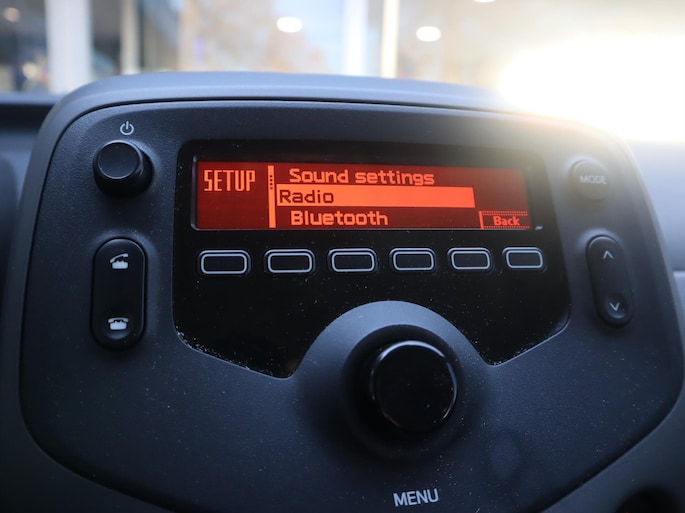 SETUP
Sound settings
Radio
Bluetooth
Back
MODE
MENU